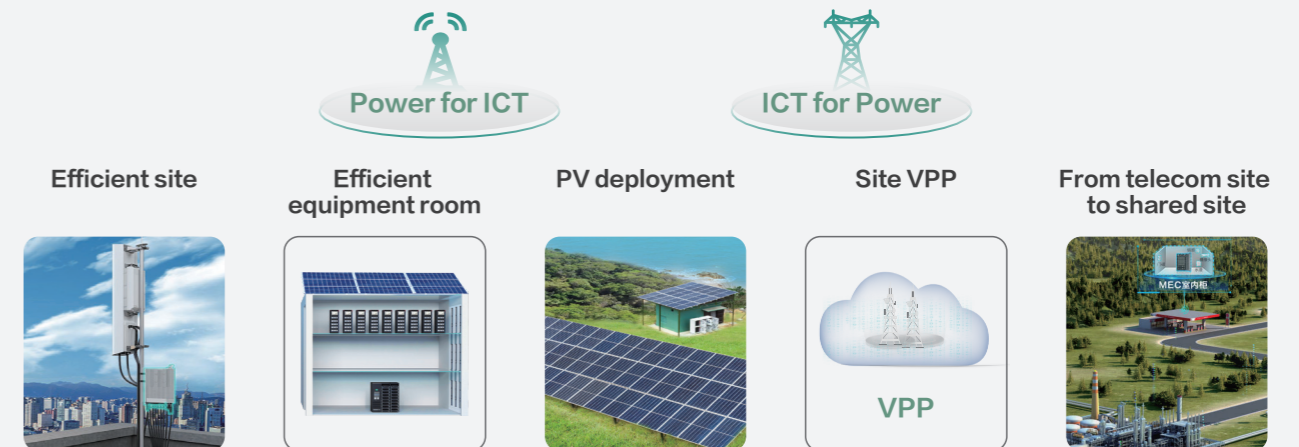 Power for ICT
ICT for Power
Efficient site
Efficient
equipment room
PV deployment
Site VPP
From telecom site
to shared site
MEC室内柜
VPP